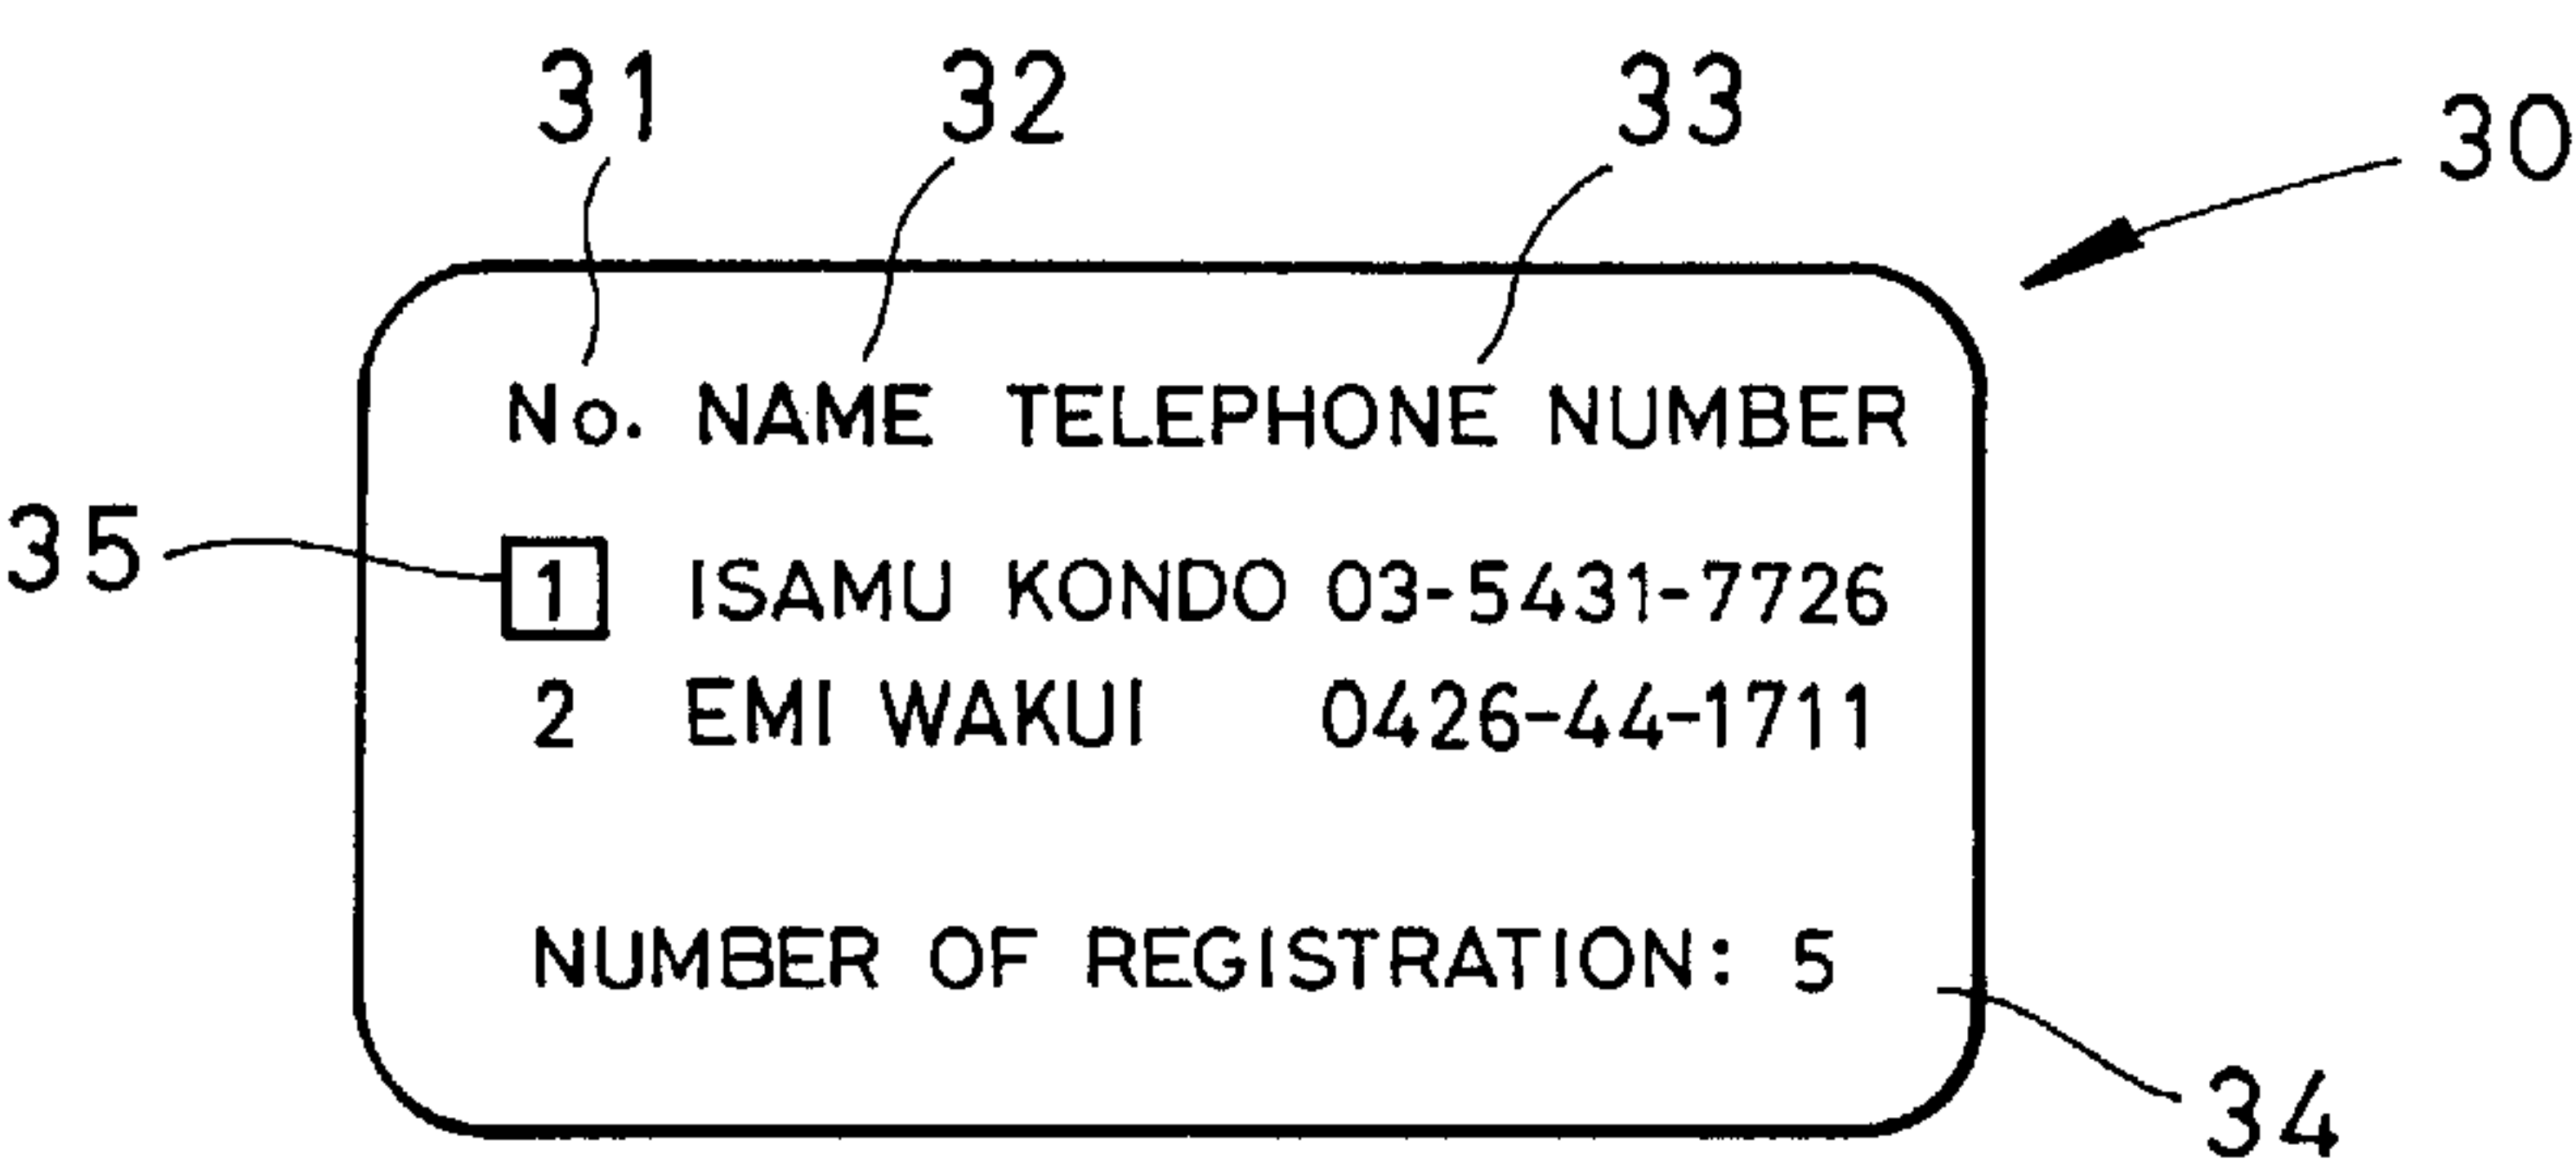 31 32 33 30
No. NAME TELEPHONE NUMBER
35 1 ISAMU KONDO 03-5431-7726
2 EMI WAKUI 0426-44-1711
NUMBER OF REGISTRATION: 5
34